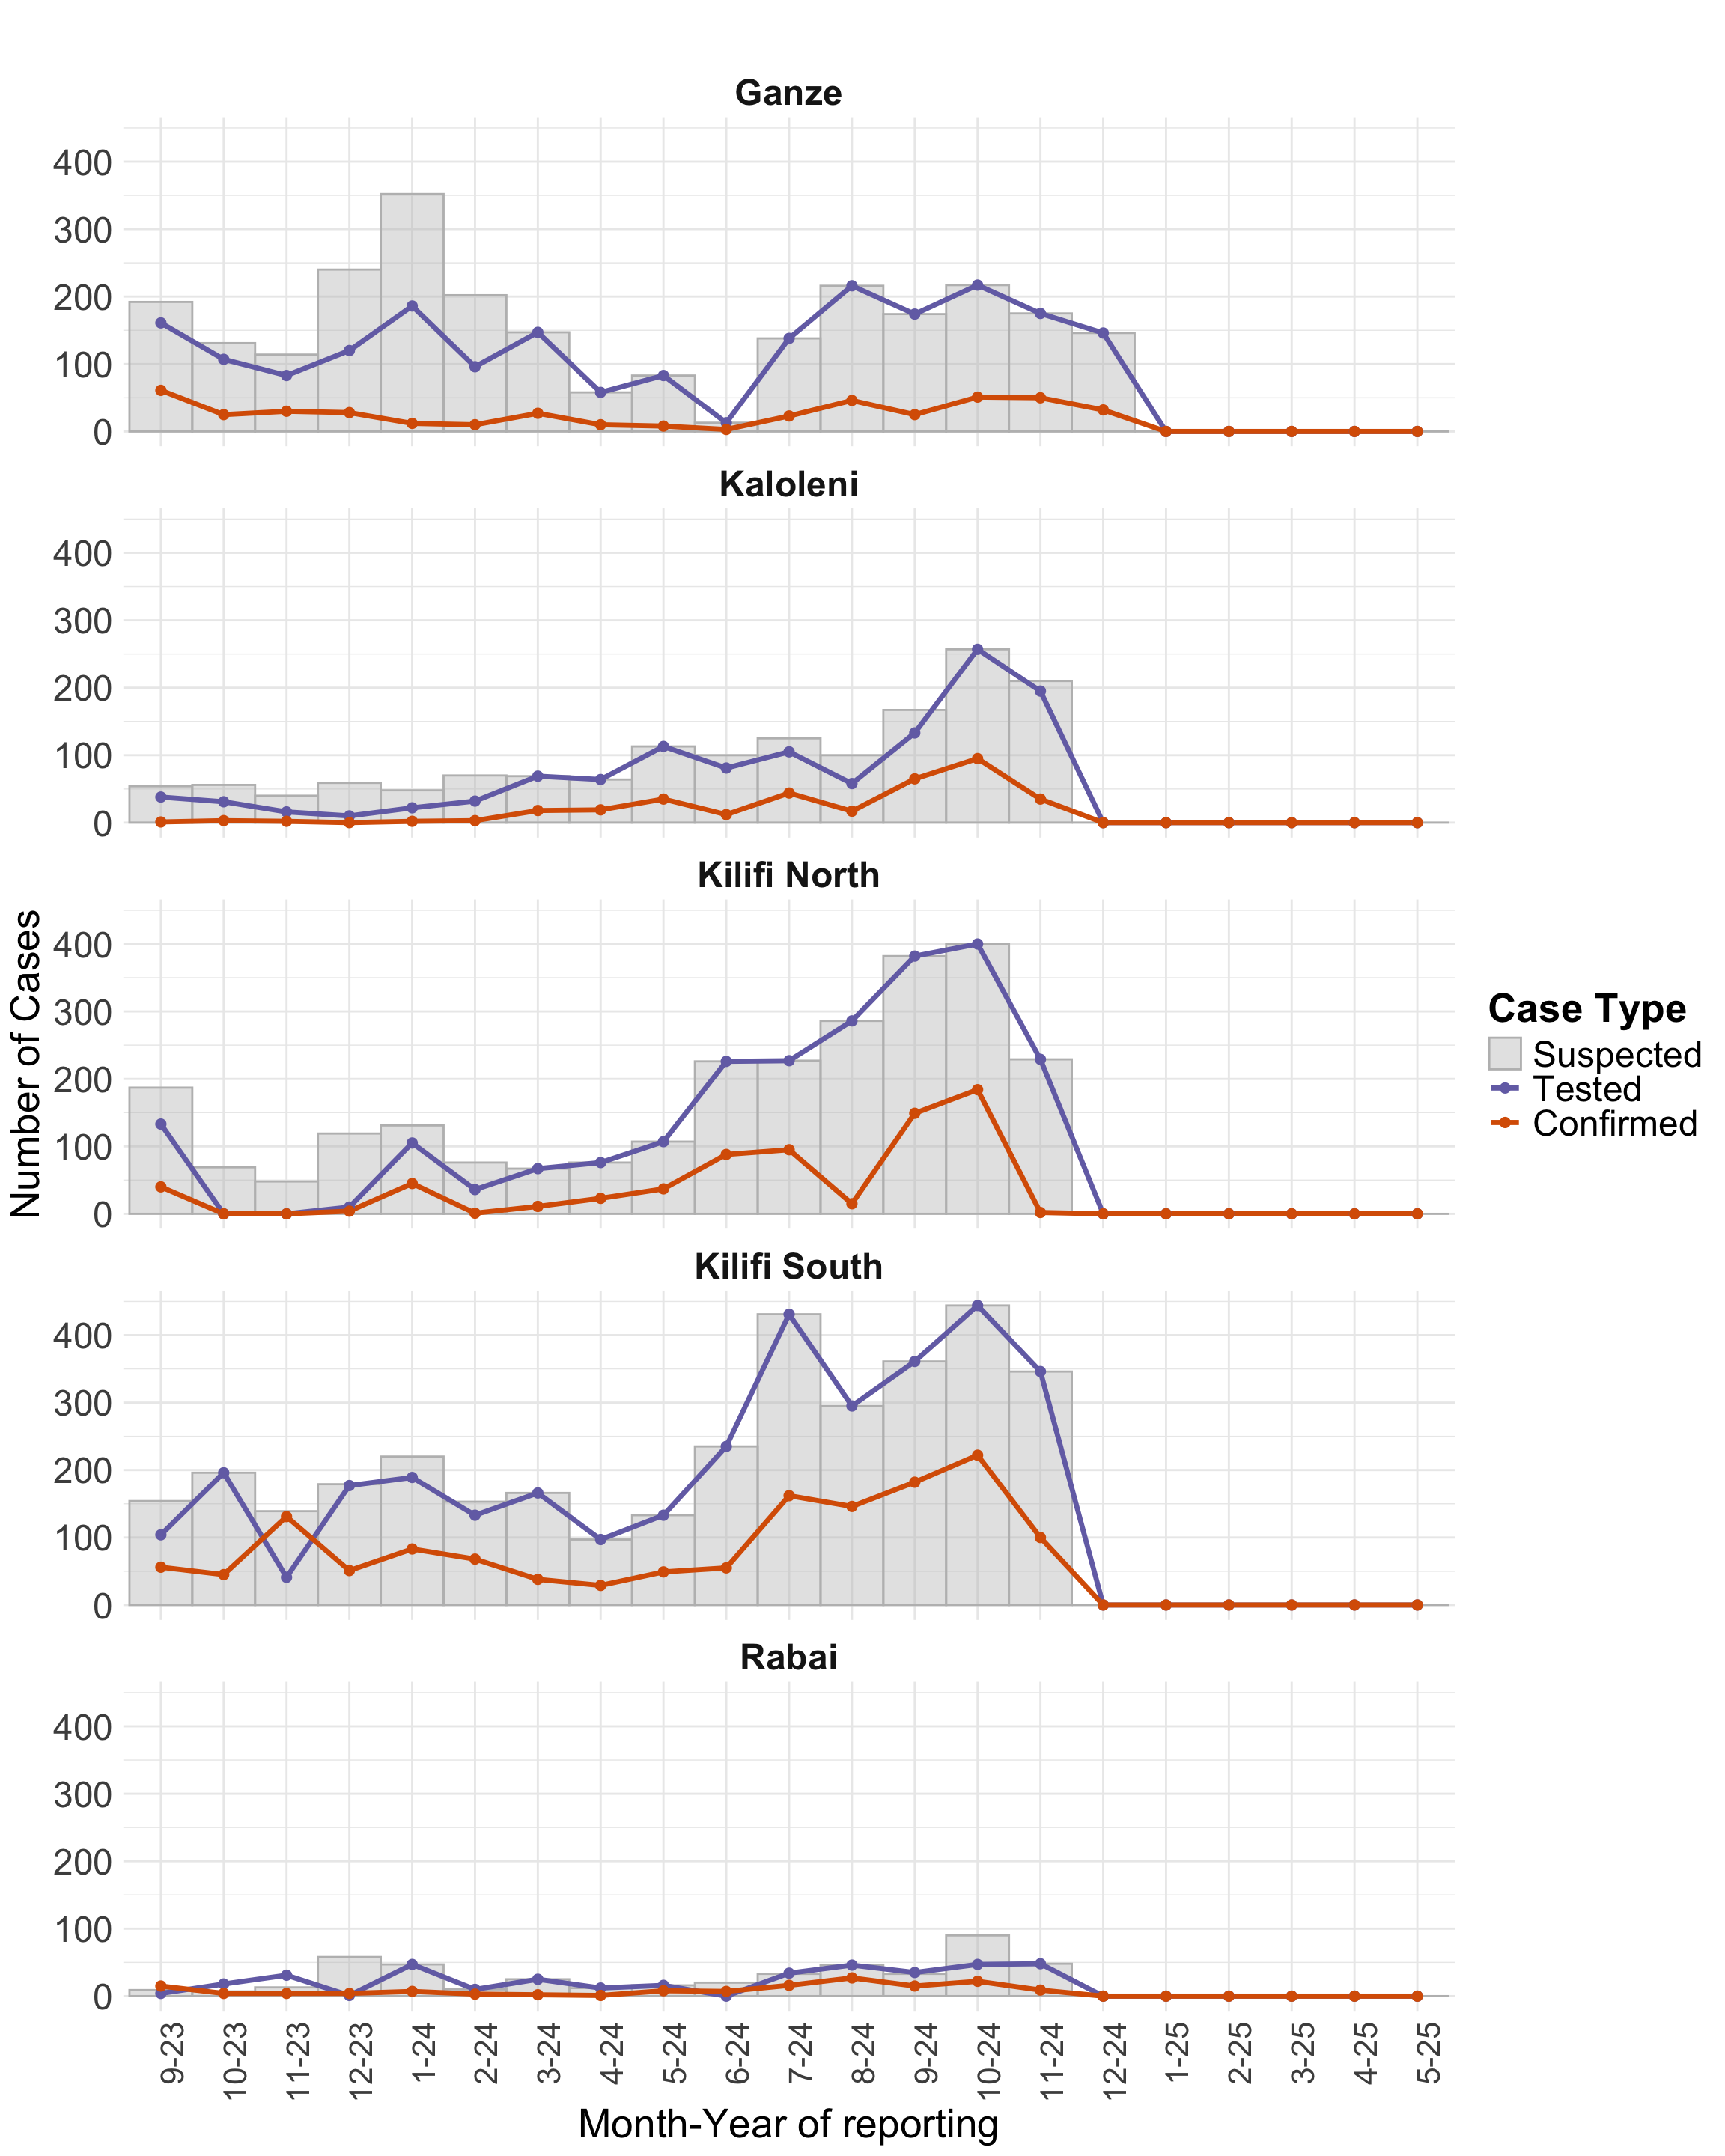 Ganze
400
300
200
100
0
Kaloleni
400
300
200
100
0
Kilifi North
400
300
200
100
0
Kilifi South
400
300
200
100
0
Rabai
400
300
200
100
0
9-23 10-23 11-23 12-23 1-24 2-24 3-24 4-24 5-24 6-24 7-24 8-24 9-24 10-24 11-24 12-24 1-25 2-25 3-25 4-25 5-25
Month-Year of reporting
Number of Cases
Case Type
Suspected
Tested
Confirmed